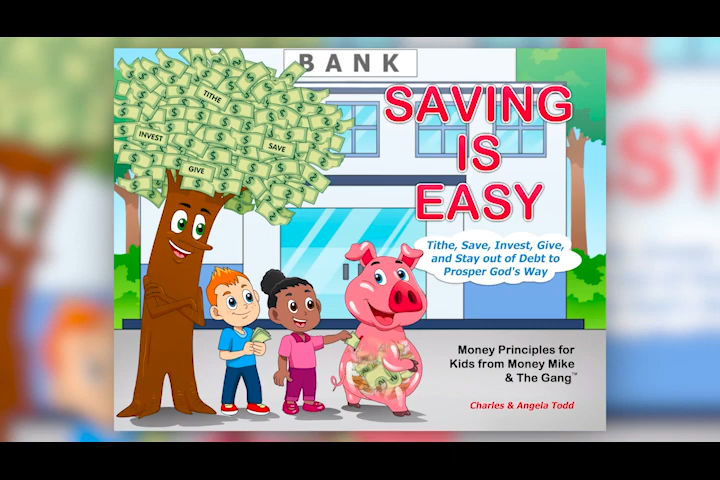 BANK
TITHE
INVEST
SAVE
GIVE
SAVING
IS
EASY
Tithe, Save, Invest, Give,
and Stay out of Debt to
Prosper God's Way
Money Principles for
Kids from Money Mike
& The Gang™
Charles & Angela Todd